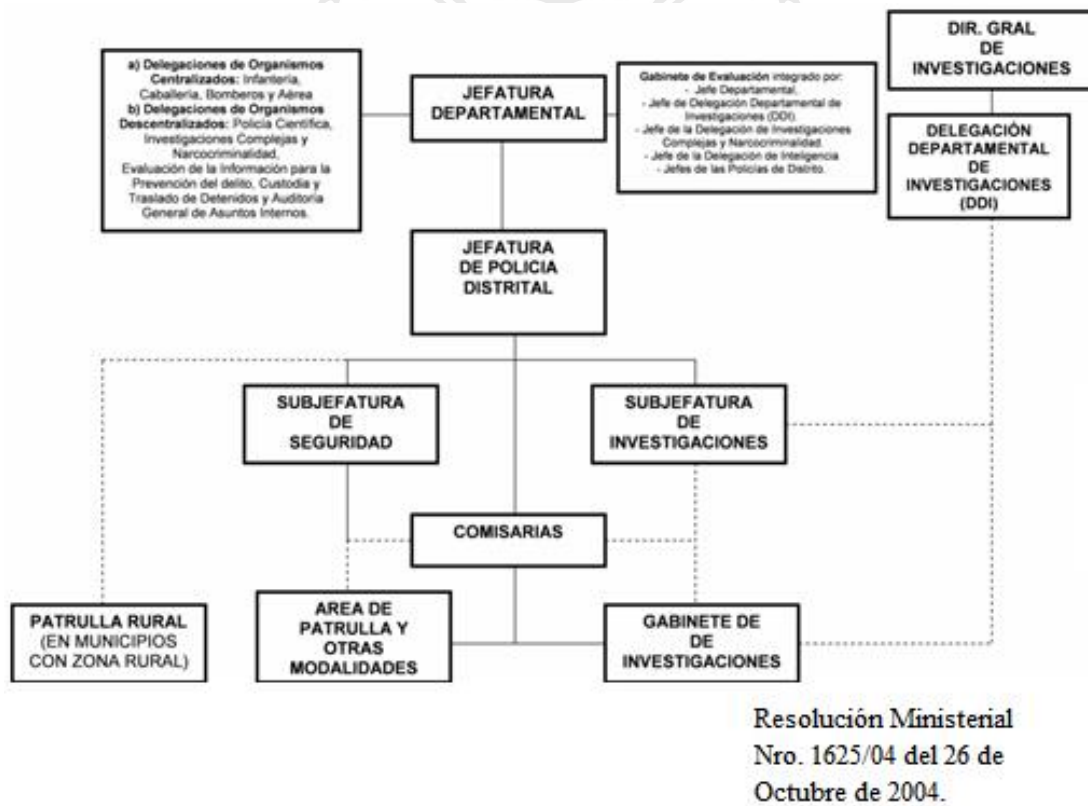 a) Delegaciones de Organismos
Centralizados: Infantería,
Caballería, Bomberos y Aérea
b) Delegaciones de Organismos
Descentralizados: Policía Científica,
Investigaciones Complejas y
Narcocriminalidad,
Evaluación de la Información para la
Prevención del delito, Custodia y
Traslado de Detenidos y Auditoría
General de Asuntos Internos.
JEFATURA
DEPARTAMENTAL
Gabinete de Evaluación integrado por:
- Jefe Departamental,
- Jefe de Delegación Departamental de
Investigaciones (DDI).
- Jefe de la Delegación de Investigaciones
Complejas y Narcocriminalidad.
- Jefe de la Delegación de Inteligencia
- Jefes de las Policías de Distrito.
DIR. GRAL
DE
INVESTIGACIONES
DELEGACIÓN
DEPARTAMENTAL
DE
INVESTIGACIONES
(DDI)
JEFATURA
DE POLICIA
DISTRITAL
SUBJEFATURA
DE
SEGURIDAD
SUBJEFATURA
DE
INVESTIGACIONES
COMISARIAS
PATRULLA RURAL
(EN MUNICIPIOS
CON ZONA RURAL)
AREA DE
PATRULLA Y
OTRAS
MODALIDADES
GABINETE DE
DE
INVESTIGACIONES
Resolución Ministerial
Nro. 1625/04 del 26 de
Octubre de 2004.